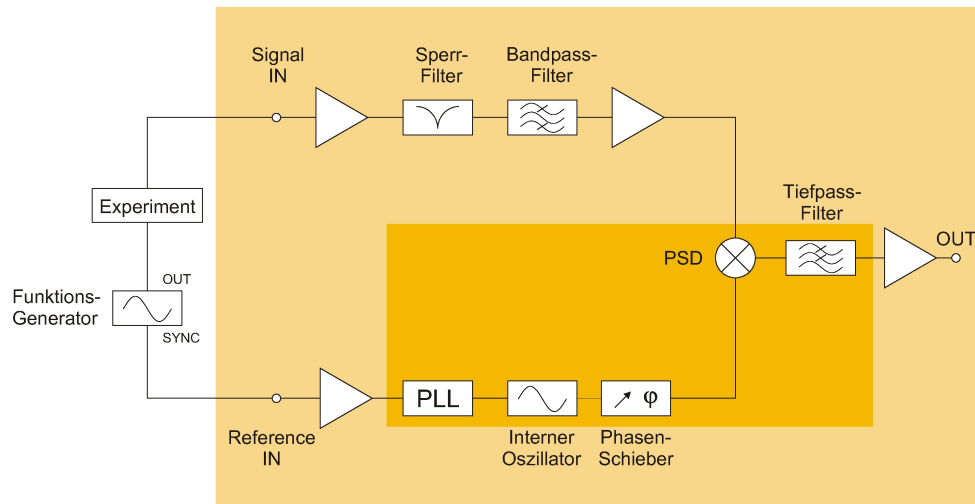 Signal
IN
Sperr-
Filter
Bandpass-
Filter
Experiment
Tiefpass-
Filter
PSD
OUT
OUT
Funktions-
Generator
SYNC
PLL
φ
Reference
IN
Interner
Oszillator
Phasen-
Schieber